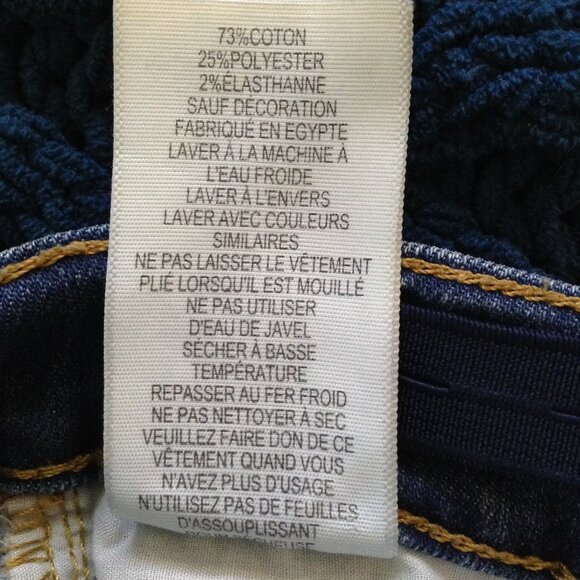 73%COTON
25%POLYESTER
2%ÉLASTHANNE
SAUF DÉCORATION
FABRIQUÉ EN EGYPTE
LAVER À LA MACHINE À
L'EAU FROIDE
LAVER À L'ENVERS
LAVER AVEC COULEURS
SIMILAIRES
NE PAS LAISSER LE VÊTEMENT
PLIÉ LORSQU'IL EST MOUILLÉ
NE PAS UTILISER
D'EAU DE JAVEL
SÉCHER À BASSE
TEMPÉRATURE
REPASSER AU FER FROID
NE PAS NETTOYER À SEC
VEUILLEZ FAIRE DON DE CE
VÊTEMENT QUAND VOUS
N'AVEZ PLUS D'USAGE
N'UTILISEZ PAS DE FEUILLES
D'ASSOUPLISSANT